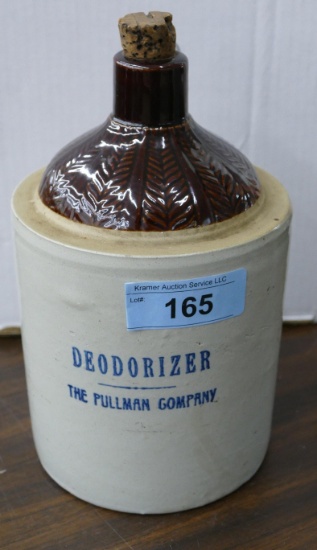 Kramer Auction Service LLC
Lot#: 165
DEODORIZER
THE PULLMAN COMPANY